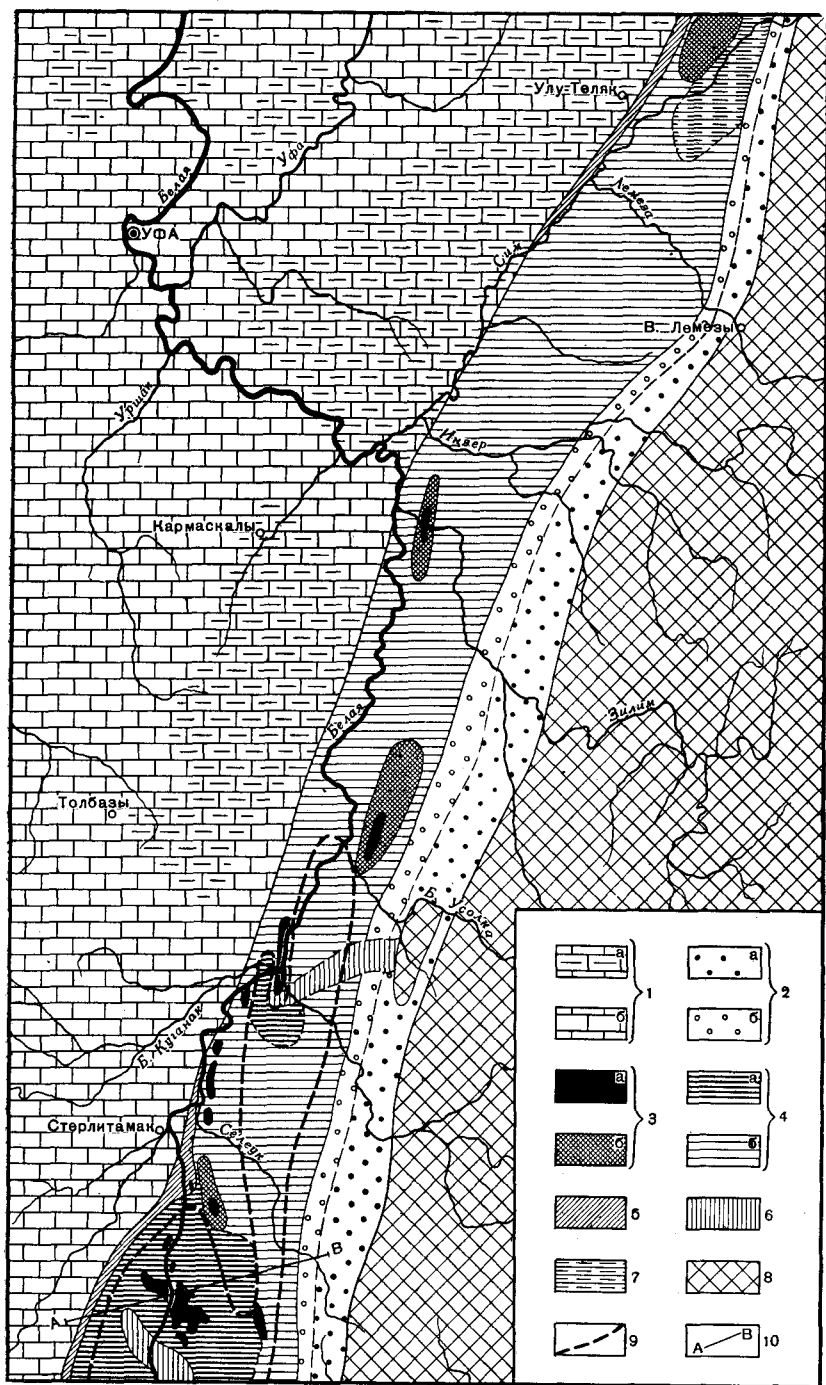 Улу-Теляк
Уфа
Белая
УФА
Лемеза
Сим
В. Лемезы
Уршак
Инзер
Кармаскалы
Зилим
Белая
Толбазы
Б. Усолка
Б. Куганак
Стерлитамак
Селеук
В
А
а
б
1
а
б
2
а
б
3
а
б
4
5
6
7
8
9
А В
10